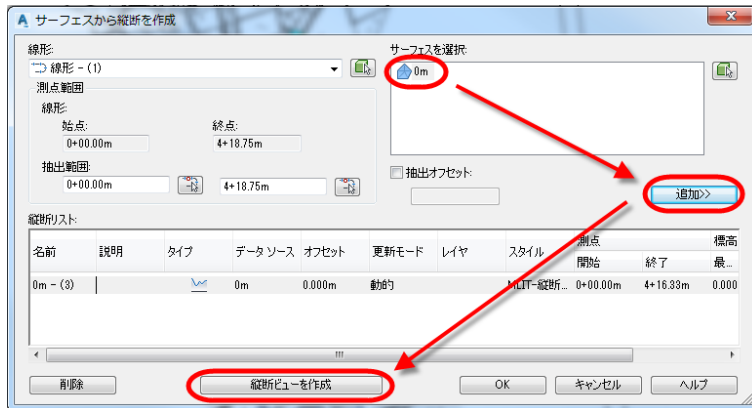 サーフェスから縦断を作成
線形:
線形 - (1)
サーフェスを選択:
0m
測点範囲
線形:
始点:
終点:
0+00.00m
4+18.75m
抽出範囲:
0+00.00m
4+18.75m
抽出オフセット:
追加>>
縦断リスト:
名前 説明 タイプ データ ソース オフセット 更新モード レイヤ スタイル 測点 標高
開始 終了 最...
0m - (3) 0m 0.000m 動的 MLIT-縦断... 0+00.00m 4+16.33m 0.000
削除
縦断ビューを作成
OK
キャンセル
ヘルプ